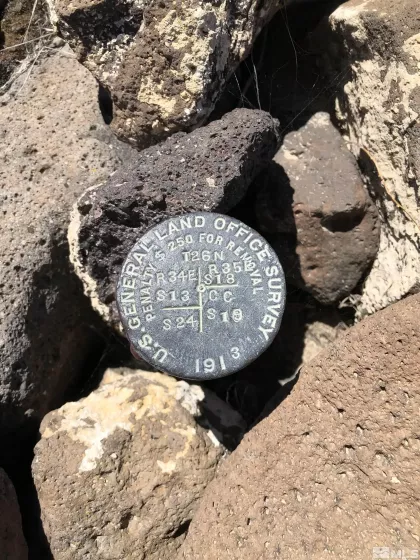 U.S. GENERAL LAND OFFICE SURVEY
PENALTY $ 250 FOR REMOVAL
T26N
R34E R35E
S18
S13 CC
S24 S19
1913